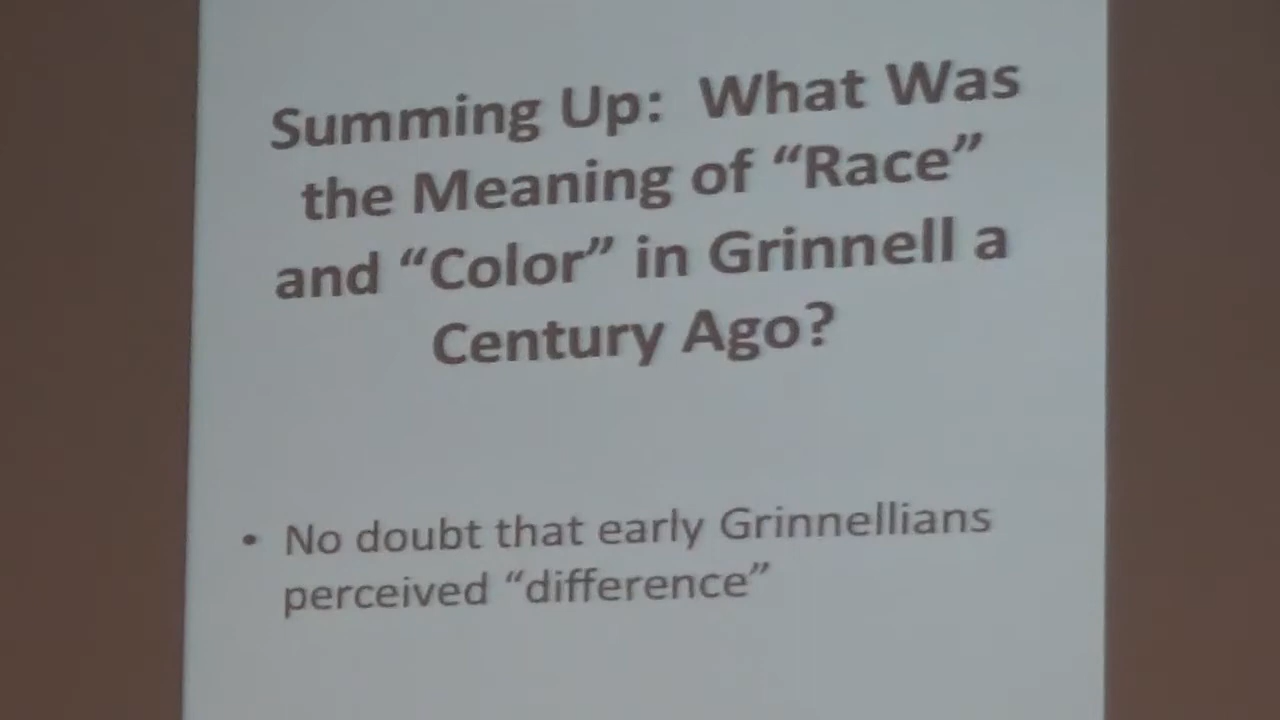 Summing Up: What Was
the Meaning of “Race”
and “Color” in Grinnell a
Century Ago?
• No doubt that early Grinnellians
perceived “difference”